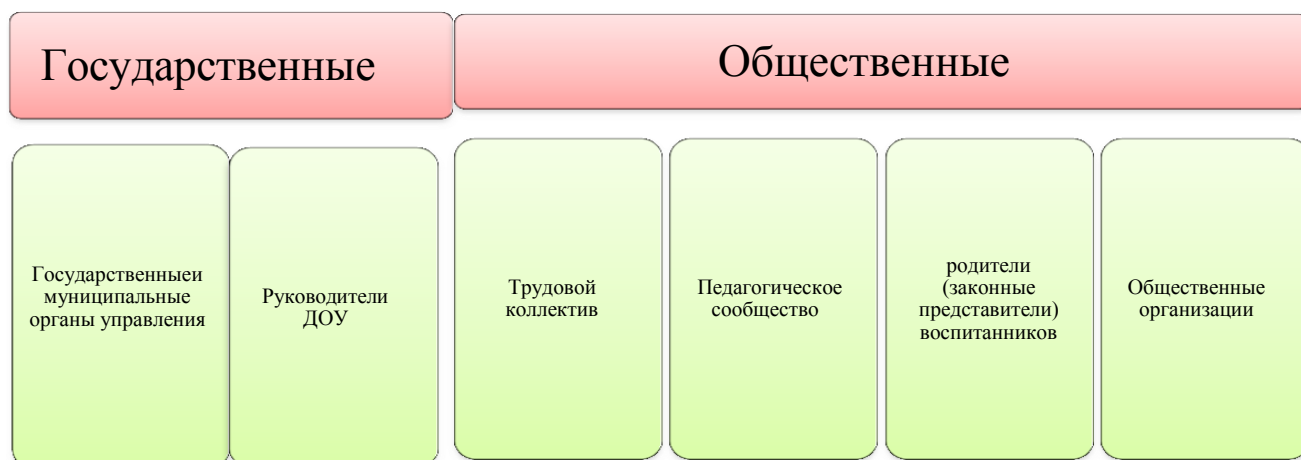 Государственные
Общественные
Государственныеи
муниципальные
органы управления
Руководители
ДОУ
Трудовой
коллектив
Педагогическое
сообщество
родители
(законные
представители)
воспитанников
Общественные
организации